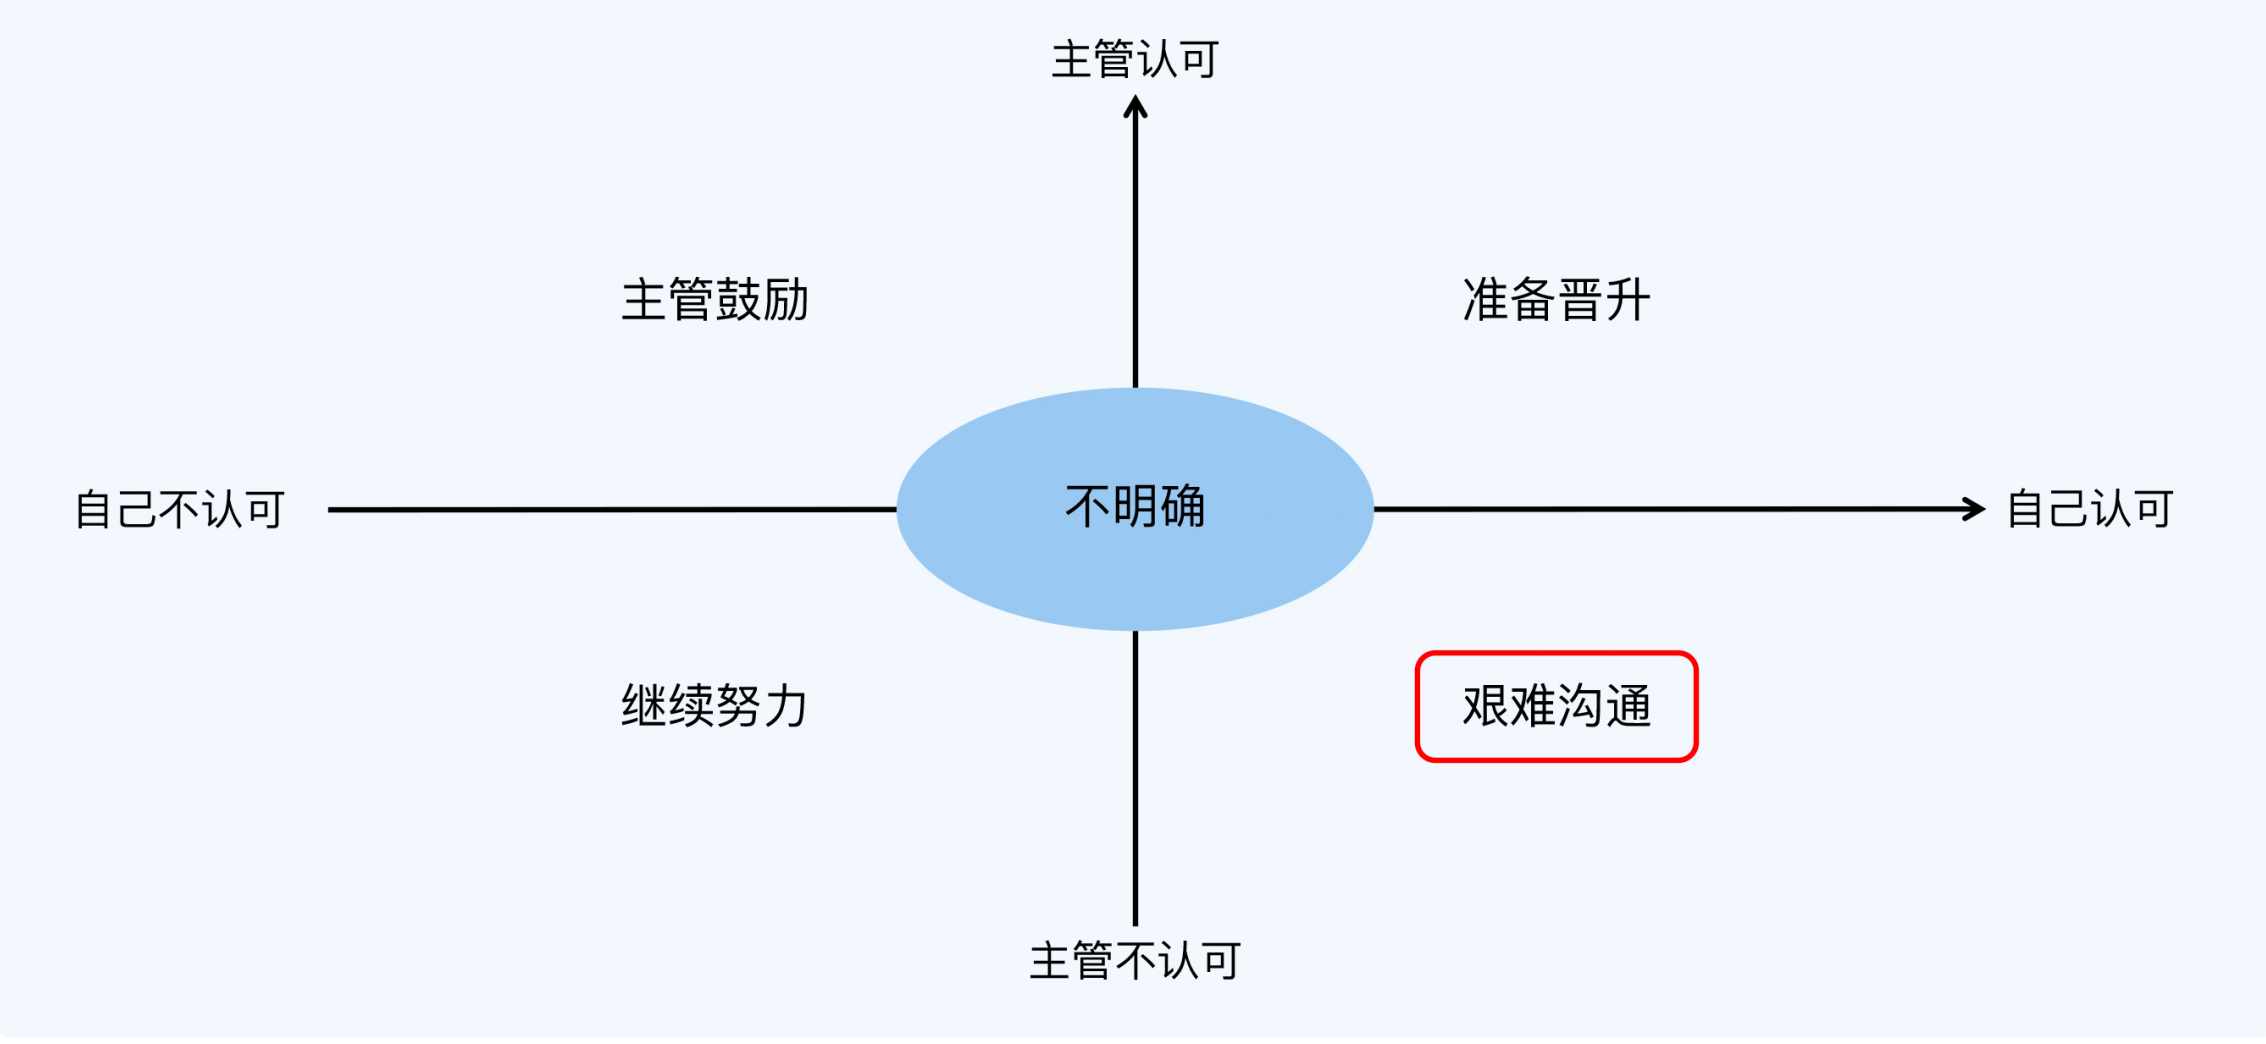 主管认可
主管鼓励
准备晋升
自己不认可
不明确
自己认可
继续努力
艰难沟通
主管不认可